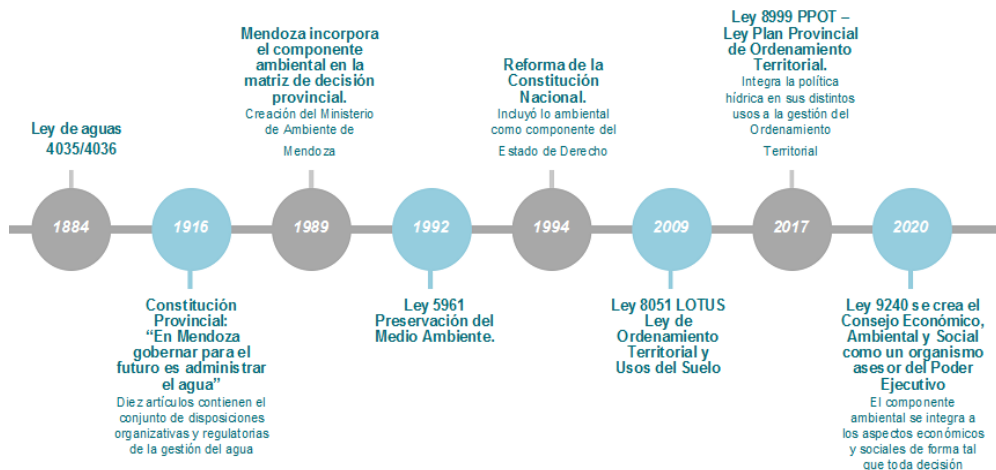 Ley de aguas
4035/4036
1884
1916
Constitución
Provincial:
“En Mendoza
gobernar para el
futuro es administrar
el agua”
Diez artículos contienen el
conjunto de disposiciones
organizativas y regulatorias
de la gestión del agua
Mendoza incorpora
el componente
ambiental en la
matriz de decisión
provincial.
Creación del Ministerio
de Ambiente de
Mendoza
1989
1992
Ley 5961
Preservación del
Medio Ambiente.
Reforma de la
Constitución
Nacional.
Incluyó lo ambiental
como componente del
Estado de Derecho
1994
2009
Ley 8051 LOTUS
Ley de
Ordenamiento
Territorial y
Usos del Suelo
Ley 8999 PPOT –
Ley Plan Provincial
de Ordenamiento
Territorial.
Integra la política
hídrica en sus distintos
usos a la gestión del
Ordenamiento
Territorial
2017
2020
Ley 9240 se crea el
Consejo Económico,
Ambiental y Social
como un organismo
asesor del Poder
Ejecutivo
El componente
ambiental se integra a
los aspectos económicos
y sociales de forma tal
que toda decisión